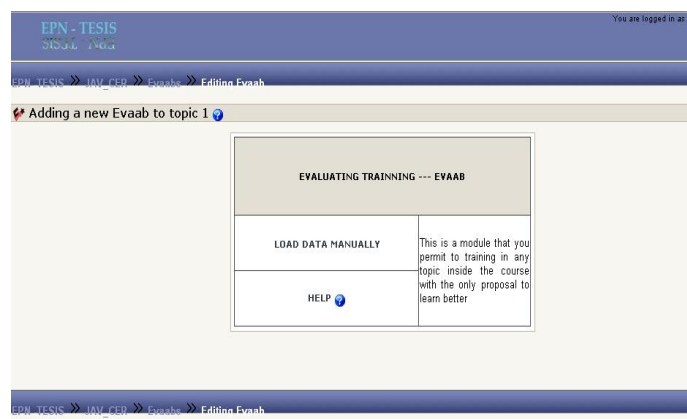 EPN - TESIS
You are logged in as
EPN_TESIS » JAV_CER » Evaabs » Editing Evaab
Adding a new Evaab to topic 1
EVALUATING TRAINNING --- EVAAB
LOAD DATA MANUALLY
HELP
This is a module that you
permit to training in any
topic inside the course
with the only proposal to
learn better
EPN_TESIS » JAV_CER » Evaabs » Editing Evaab